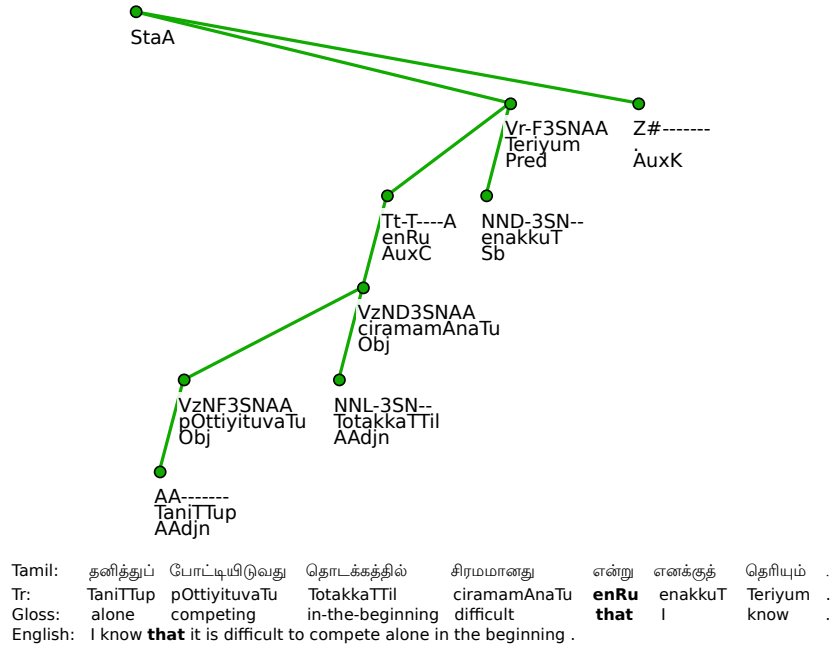 StaA
Vr-F3SNAA Z#-------
Teriyum .
Pred AuxK
Tt-T----A NND-3SN--
enRu enakkuT
AuxC Sb
VzND3SNAA
ciramamAnaTu
Obj
VzNF3SNAA NNL-3SN--
pOttiyituvaTu TotakkaTTil
Obj AAdjn
AA-------
TaniTTup
AAdjn
Tamil: தனித்துப் போட்டியிடுவது தொடக்கத்தில் சிரமமானது என்று எனக்குத் தெரியும் .
Tr: TaniTTup pOttiyituvaTu TotakkaTTil ciramamAnaTu enRu enakkuT Teriyum .
Gloss: alone competing in-the-beginning difficult that I know .
English: I know that it is difficult to compete alone in the beginning .